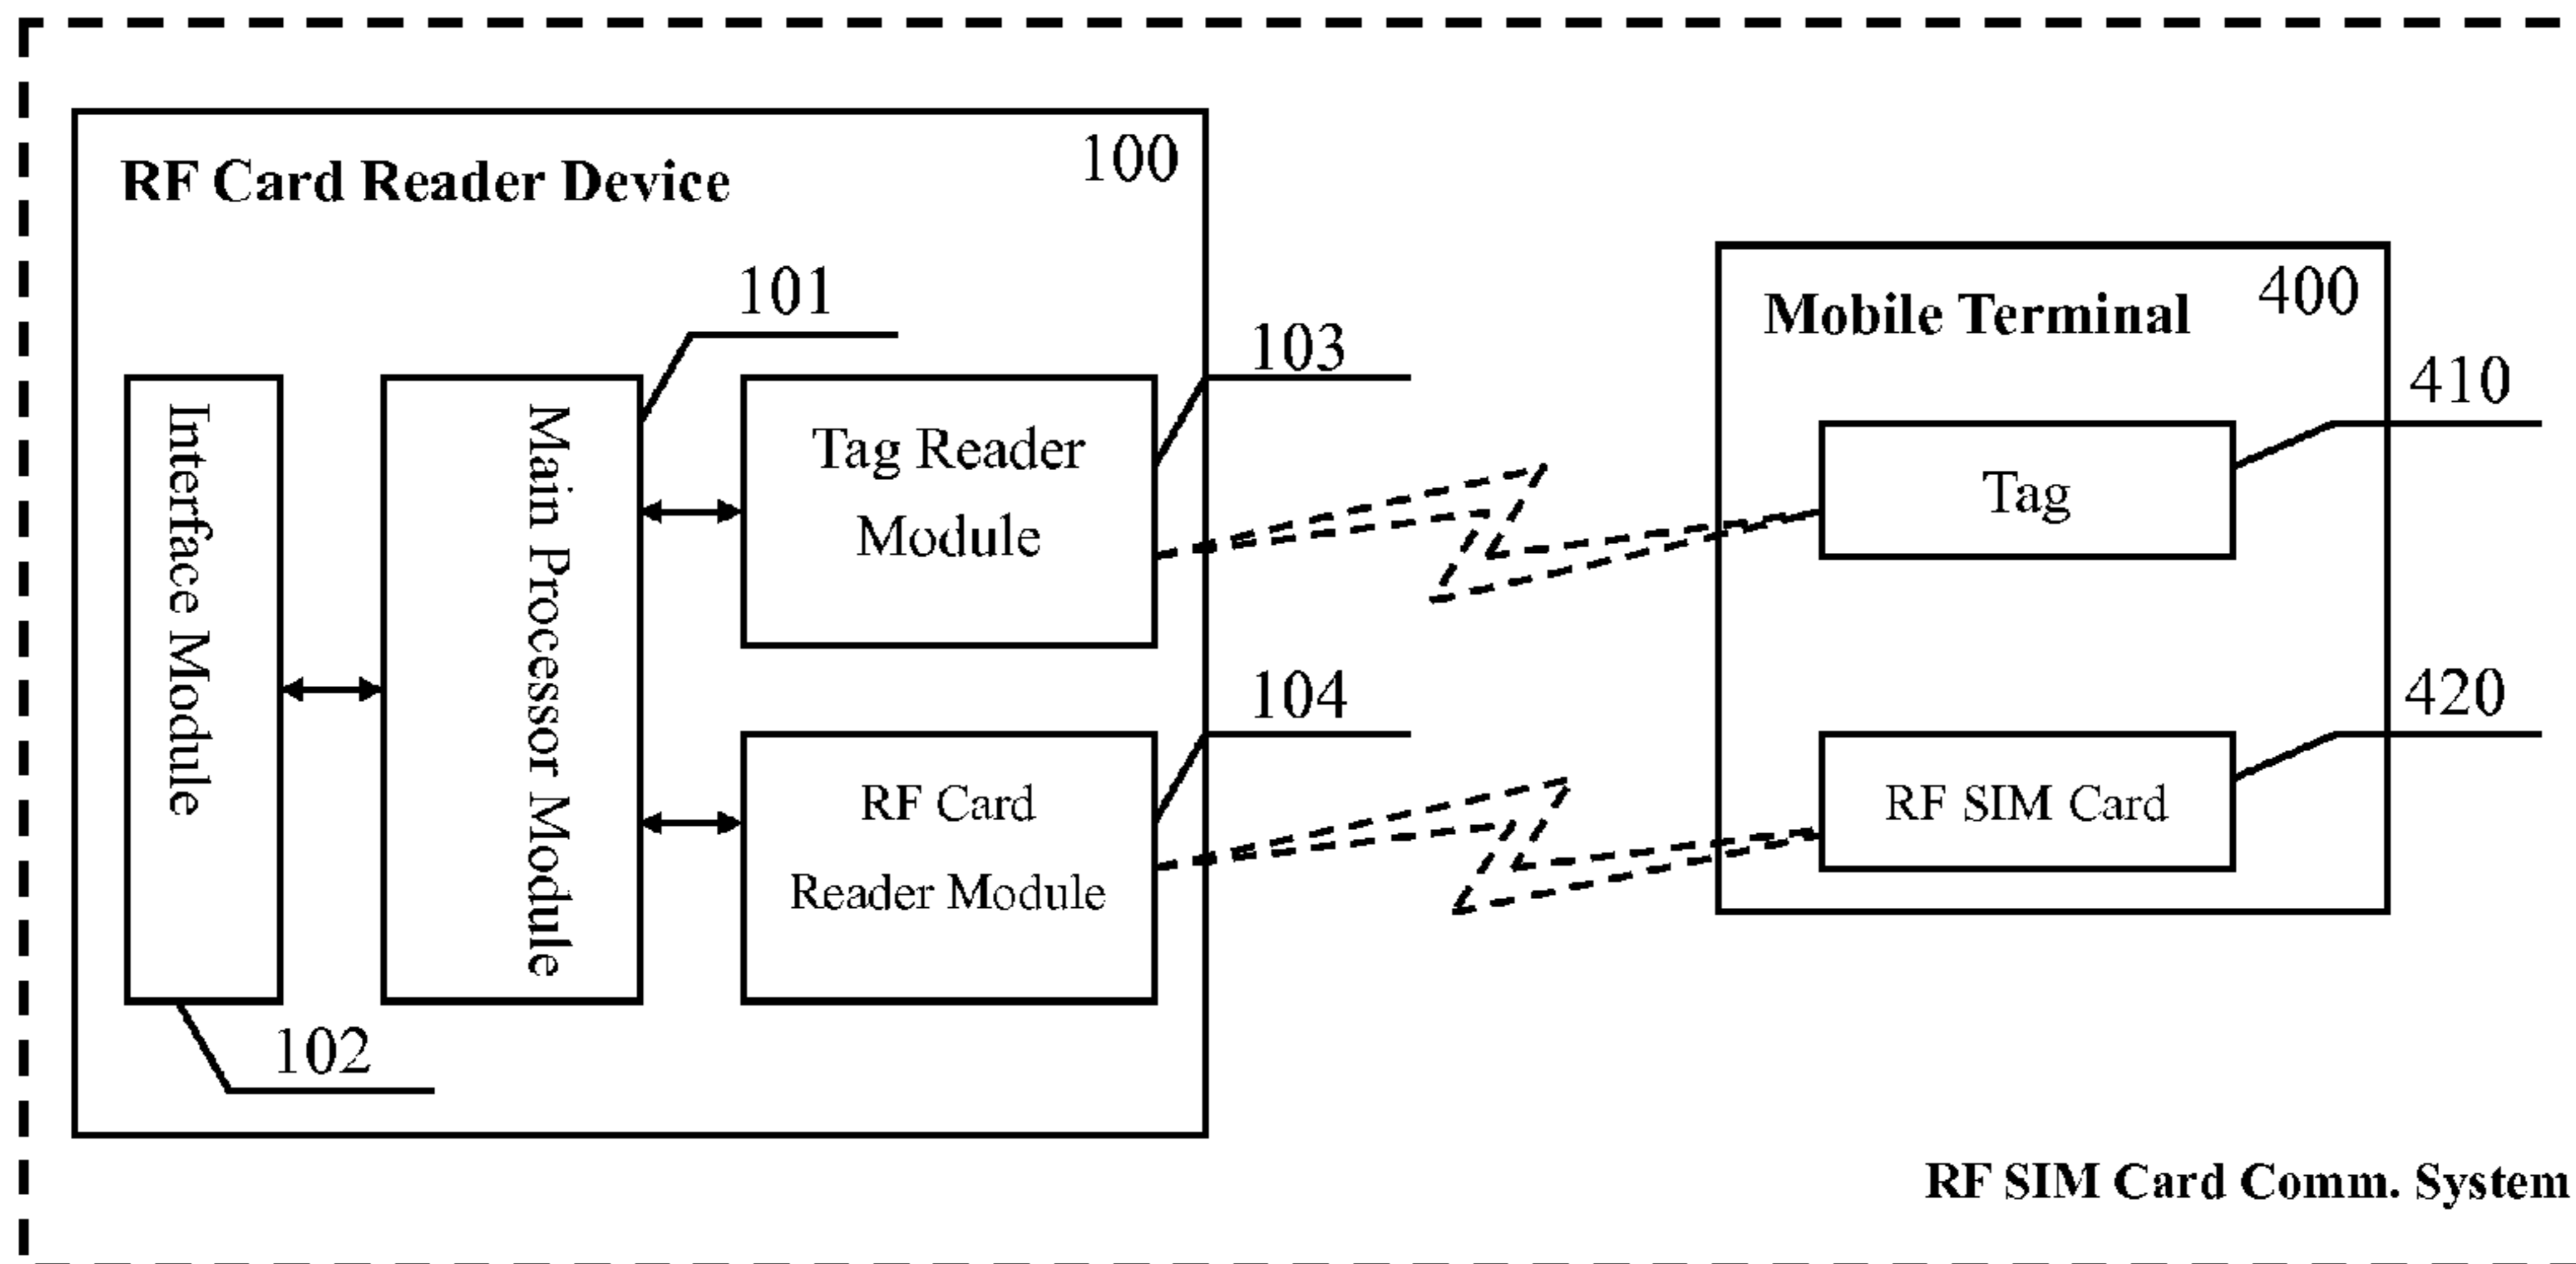 RF Card Reader Device
100
101
103
Interface Module
Main Processor Module
Tag Reader
Module
104
RF Card
Reader Module
102
Mobile Terminal
400
410
Tag
420
RF SIM Card
RF SIM Card Comm. System